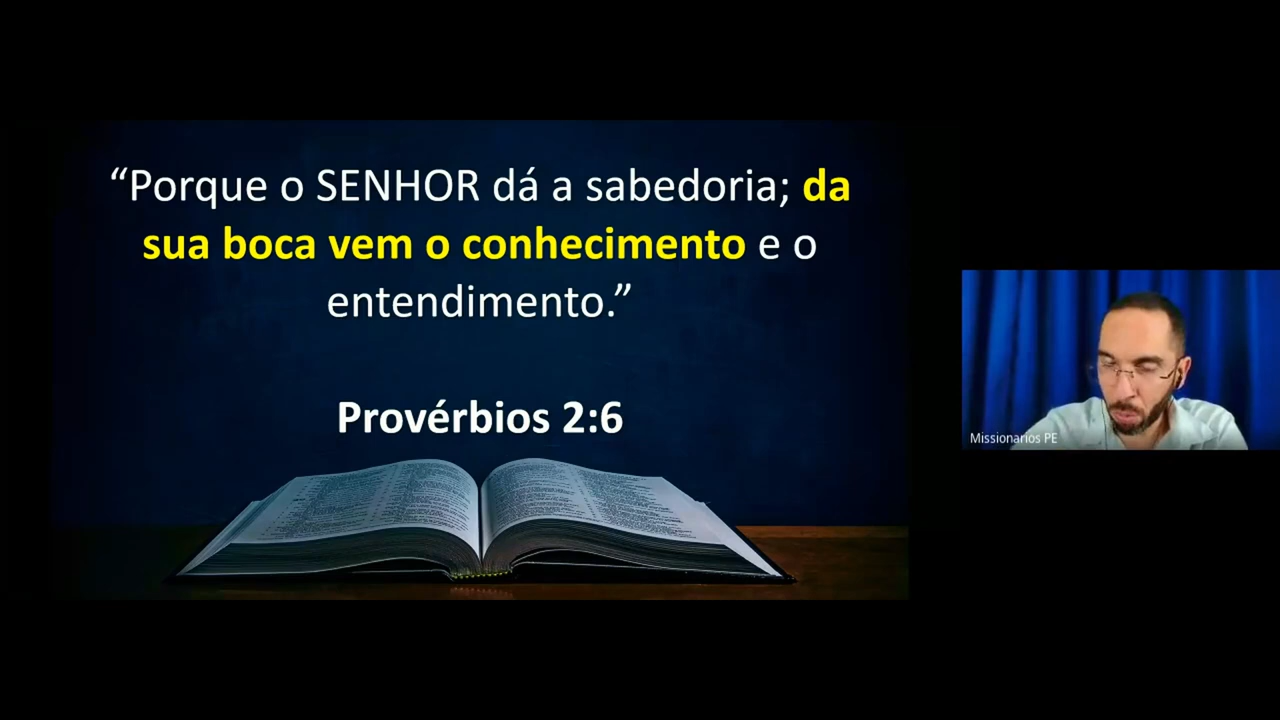 “Porque o SENHOR dá a sabedoria; da
sua boca vem o conhecimento e o
entendimento.”
Provérbios 2:6
Missionarios PE